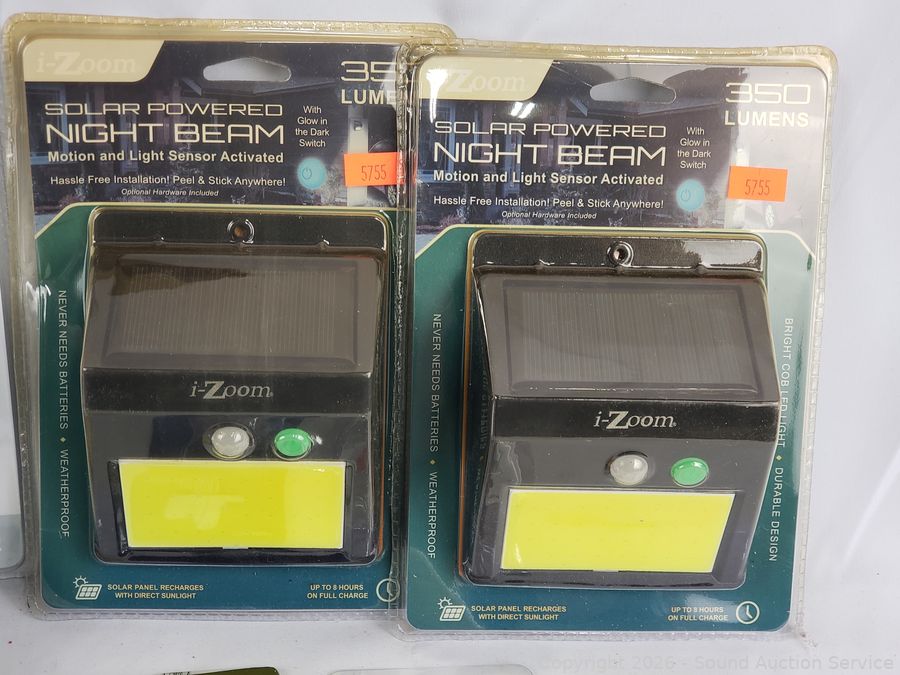 i-Zoom
35
LUME
SOLAR POWERED
NIGHT BEAM
Motion and Light Sensor Activated
With
Glow in
the Dark
Switch
5755
Hassle Free Installation! Peel & Stick Anywhere!
Optional Hardware Included
i-Zoom
NEVER NEEDS BATTERIES • WEATHERPROOF
SOLAR PANEL RECHARGES
WITH DIRECT SUNLIGHT
UP TO 8 HOURS
ON FULL CHARGE
Zoom
350
LUMENS
SOLAR POWERED
NIGHT BEAM
Motion and Light Sensor Activated
With
Glow in
the Dark
Switch
5755
Hassle Free Installation! Peel & Stick Anywhere!
Optional Hardware Included
i-Zoom
NEVER NEEDS BATTERIES • WEATHERPROOF
BRIGHT COB LED LIGHT • DURABLE DESIGN
SOLAR PANEL RECHARGES
WITH DIRECT SUNLIGHT
UP TO 8 HOURS
ON FULL CHARGE
Copyright 2026 - Sound Auction Service